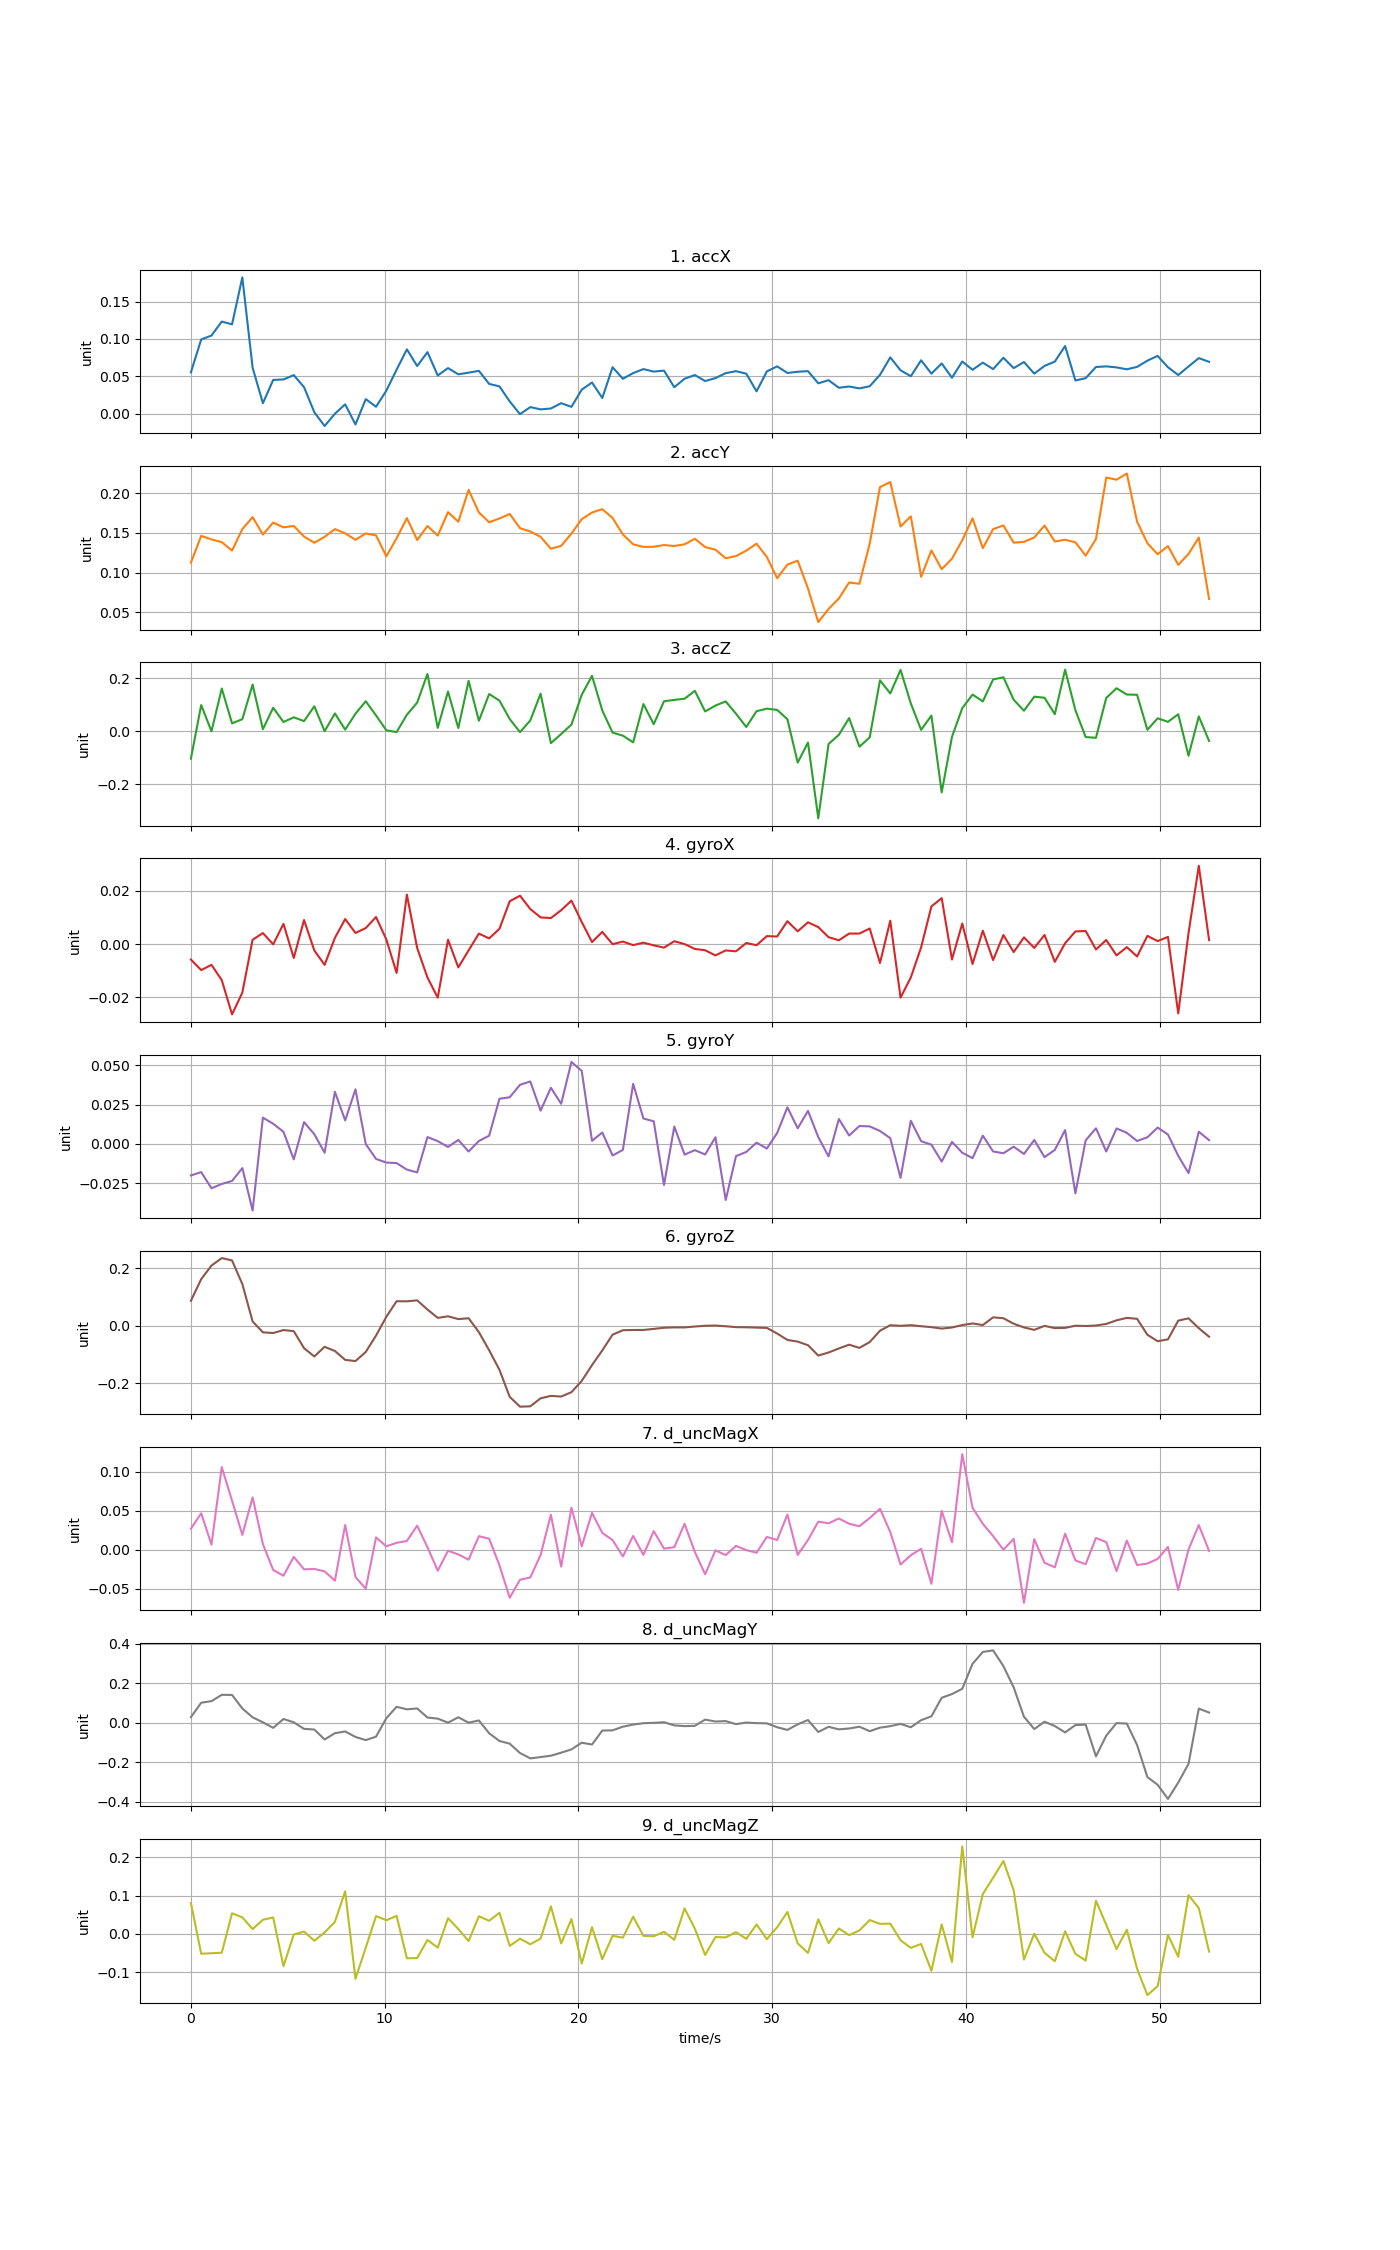 1. accX
0.15
0.10
0.05
0.00
unit
2. accY
0.20
0.15
0.10
0.05
unit
3. accZ
0.2
0.0
−0.2
unit
4. gyroX
0.02
0.00
−0.02
unit
5. gyroY
0.050
0.025
0.000
−0.025
unit
6. gyroZ
0.2
0.0
−0.2
unit
7. d_uncMagX
0.10
0.05
0.00
−0.05
unit
8. d_uncMagY
0.4
0.2
0.0
−0.2
−0.4
unit
9. d_uncMagZ
0.2
0.1
0.0
−0.1
unit
0 10 20 30 40 50
time/s